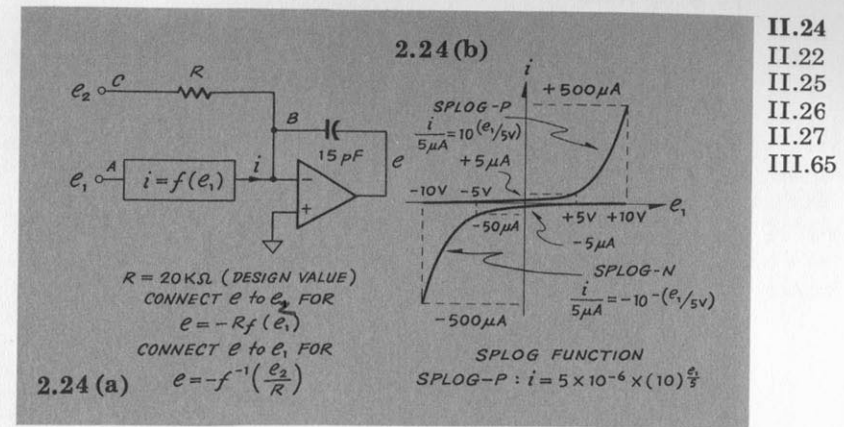 R
e₂ C
B
15 pF
e
e₁ A
i = f(e₁)
i
−
+
R = 20KΩ (DESIGN VALUE)
CONNECT e to e₂ FOR
e = -Rf(e₁)
CONNECT e to e₁ FOR
e = -f⁻¹(e₂/R)
2.24 (a)
2.24 (b)
i
+500μA
SPLOG-P
i/5μA = 10^(e₁/5V)
+5μA
-10V -5V
+5V +10V e₁
-50μA
-5μA
SPLOG-N
i/5μA = -10^-(e₁/5V)
-500μA
SPLOG FUNCTION
SPLOG-P : i = 5 × 10⁻⁶ × (10)^e₁/5
II.24
II.22
II.25
II.26
II.27
III.65